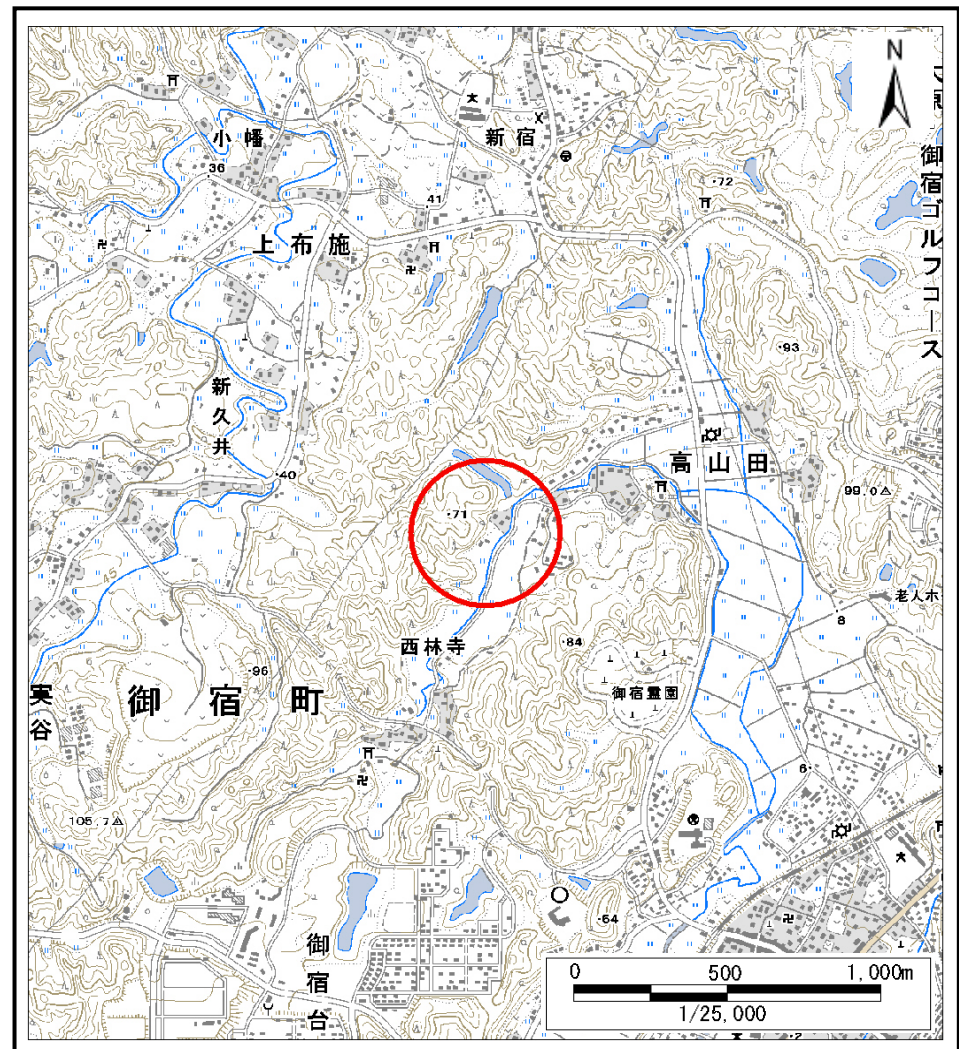 N
小幡
36
新宿
41
72
御宿ゴルフコース
上布施
93
新久井
40
高山田
99.0
71
老人ホ
8
西林寺
84
96
御宿町
御宿霊園
実谷
6
105.7
64
御宿台
0 500 1,000m
1/25,000